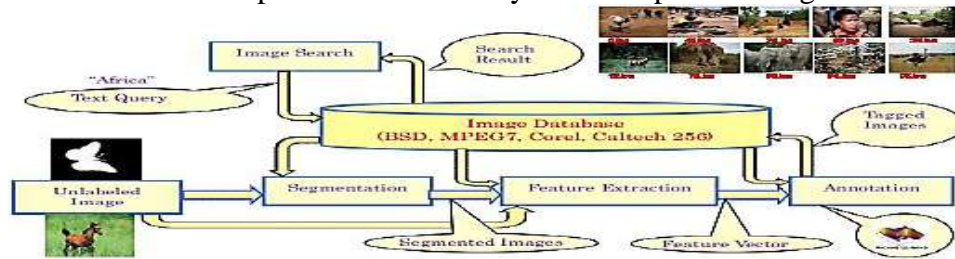 Image Search
Search
Result
"Africa"
Text Query
Image Database
(BSD, MPEG7, Corel, Caltech 256)
Tagged
Images
Unlabeled
Image
Segmentation
Feature Extraction
Annotation
Segmented Images
Feature Vector